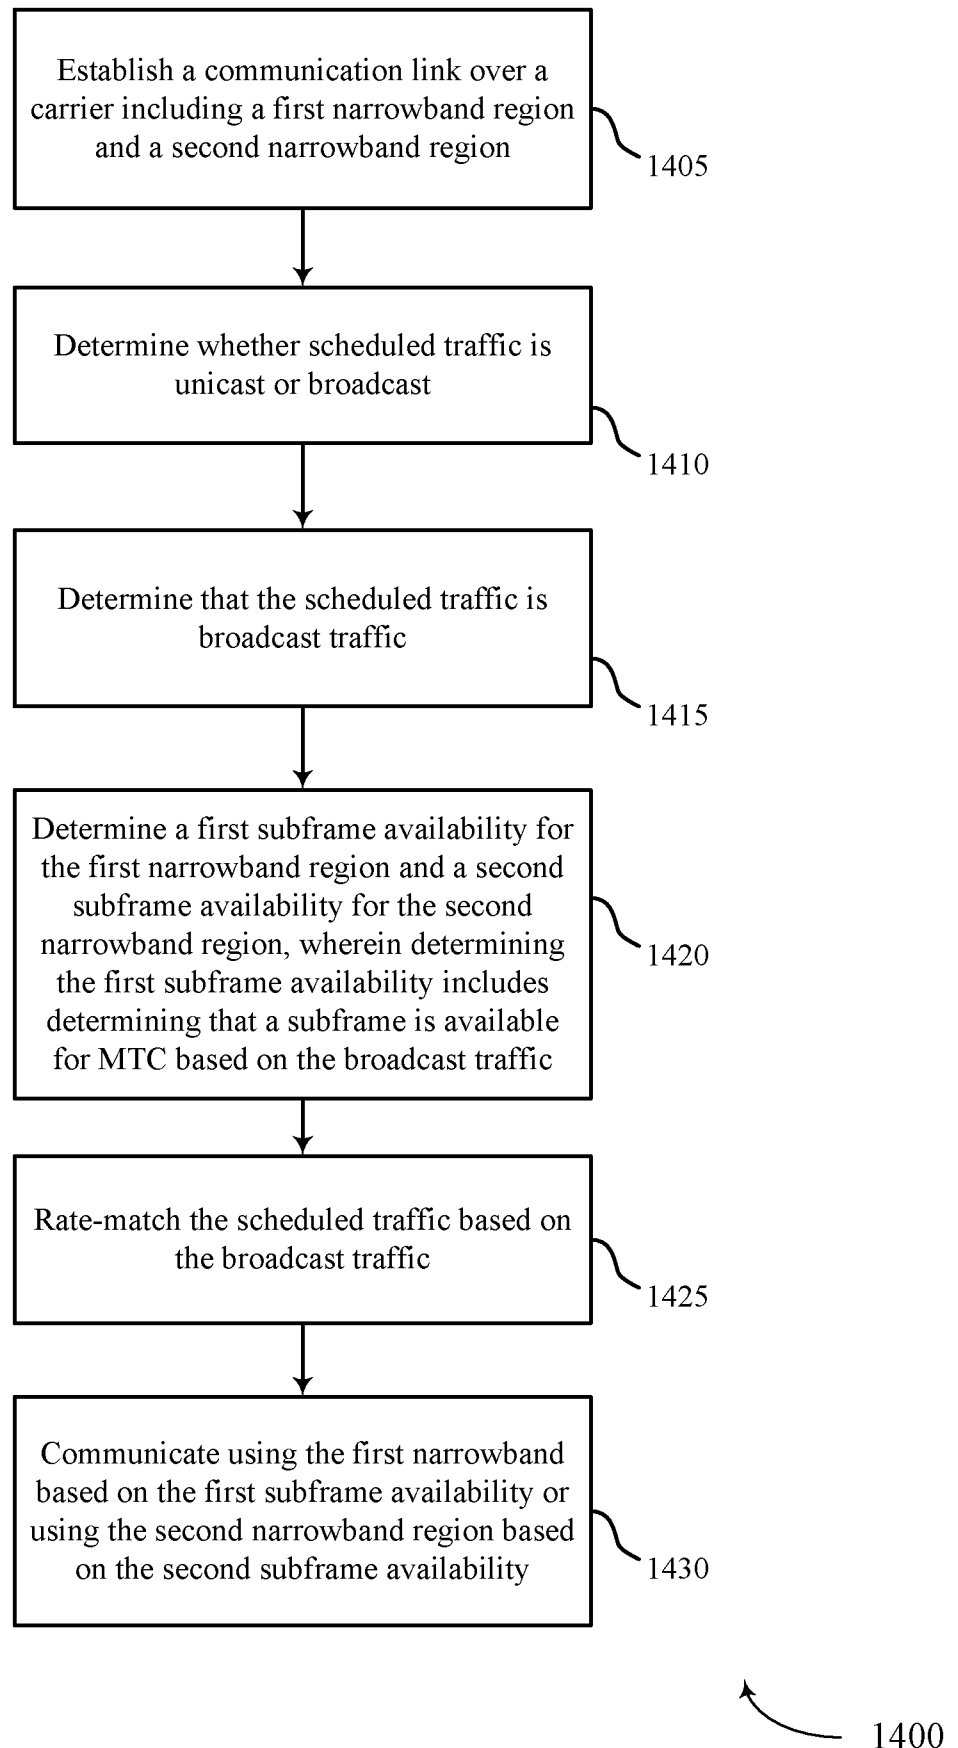 Establish a communication link over a
carrier including a first narrowband region
and a second narrowband region
1405
Determine whether scheduled traffic is
unicast or broadcast
1410
Determine that the scheduled traffic is
broadcast traffic
1415
Determine a first subframe availability for
the first narrowband region and a second
subframe availability for the second
narrowband region, wherein determining
the first subframe availability includes
determining that a subframe is available
for MTC based on the broadcast traffic
1420
Rate-match the scheduled traffic based on
the broadcast traffic
1425
Communicate using the first narrowband
based on the first subframe availability or
using the second narrowband region based
on the second subframe availability
1430
1400